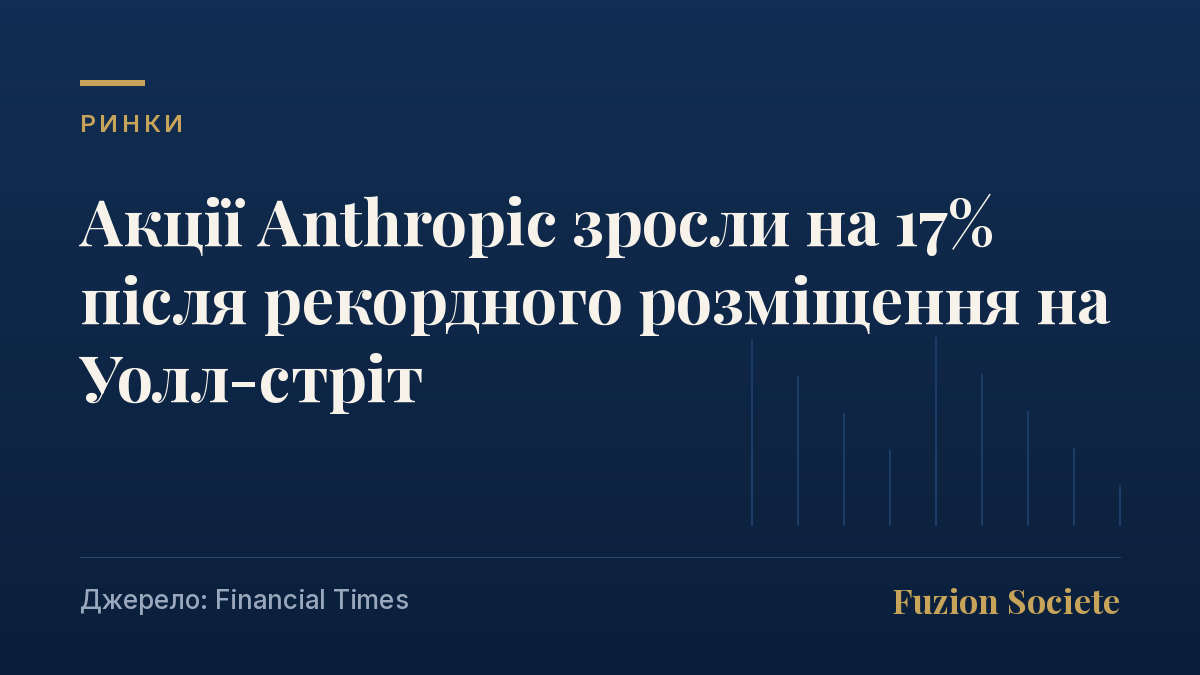 РИНКИ
Акції Anthropic зросли на 17%
після рекордного розміщення на
Уолл-стріт
Джерело: Financial Times
Fuzion Societe